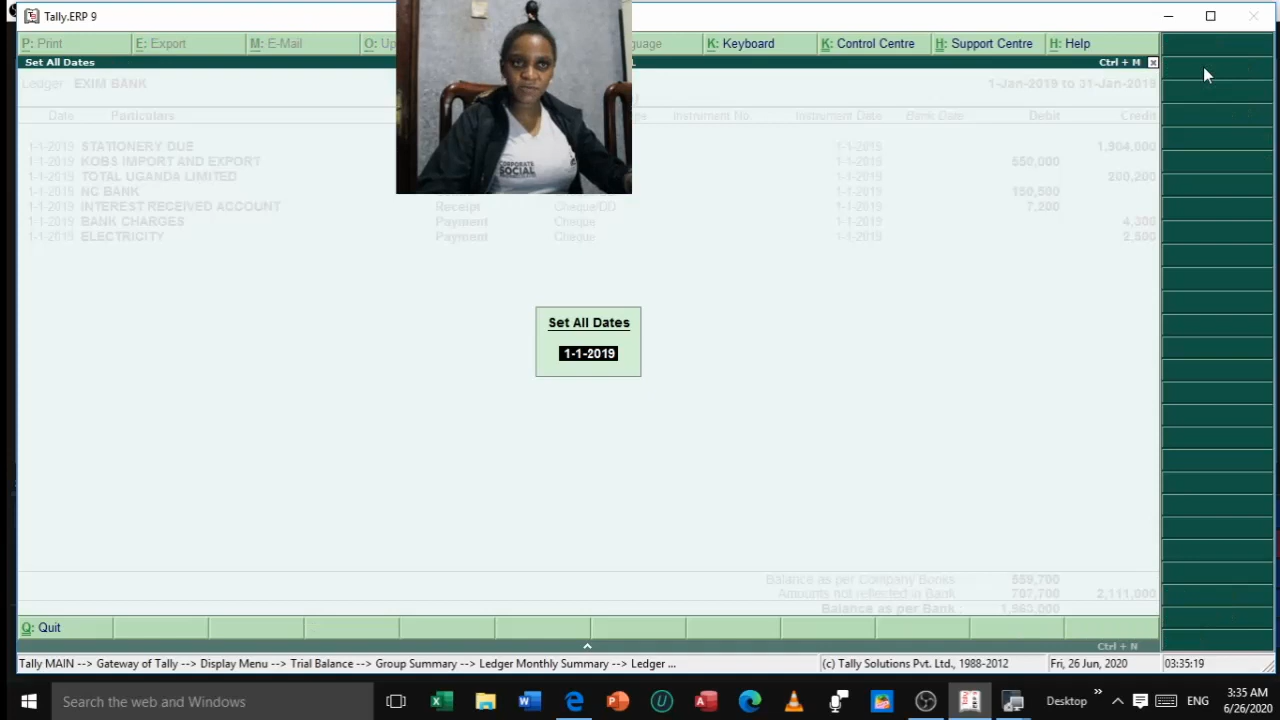 Tally.ERP 9
P: Print E: Export M: E-Mail O: Up uage K: Keyboard K: Control Centre H: Support Centre H: Help
Set All Dates Ctrl + M
Ledger: EXIM BANK 1-Jan-2019 to 31-Jan-2019
Date Particulars Instrument No. Instrument Date Bank Date Debit Credit
1-1-2019 STATIONERY DUE 1-1-2019 1,904,000
1-1-2019 KOBS IMPORT AND EXPORT 1-1-2019 550,000
1-1-2019 TOTAL UGANDA LIMITED 1-1-2019 200,200
1-1-2019 NC BANK 1-1-2019 150,500
1-1-2019 INTEREST RECEIVED ACCOUNT Receipt Cheque/DD 1-1-2019 7,200
1-1-2019 BANK CHARGES Payment Cheque 1-1-2019 4,300
1-1-2019 ELECTRICITY Payment Cheque 1-1-2019 2,500
CORPORATE
SOCIAL
Set All Dates
1-1-2019
Balance as per Company Books : 559,700
Amounts not reflected in Bank : 707,700 2,111,000
Balance as per Bank : 1,963,000
Q: Quit
Ctrl + N
Tally MAIN --> Gateway of Tally --> Display Menu --> Trial Balance --> Group Summary --> Ledger Monthly Summary --> Ledger ... (c) Tally Solutions Pvt. Ltd., 1988-2012 Fri, 26 Jun, 2020 03:35:19
Search the web and Windows Desktop ENG 3:35 AM
6/26/2020